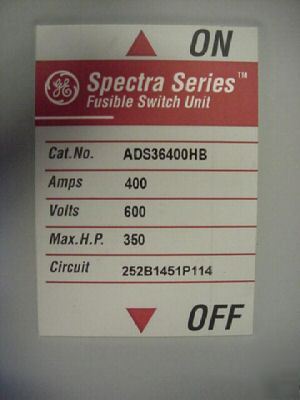 ON
GE
Spectra Series™
Fusible Switch Unit
Cat.No. ADS36400HB
Amps 400
Volts 600
Max.H.P. 350
Circuit 252B1451P114
OFF